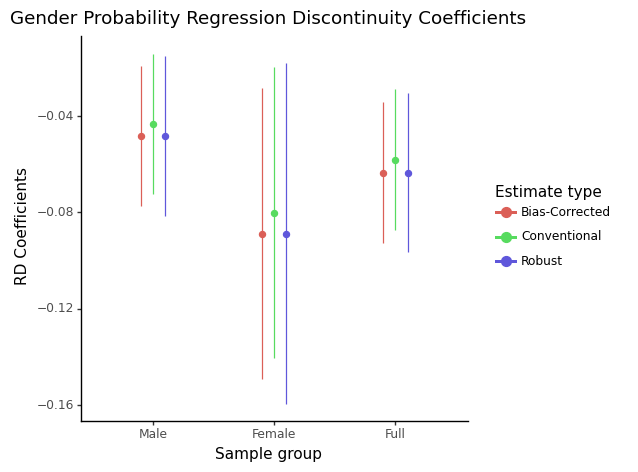 Gender Probability Regression Discontinuity Coefficients
RD Coefficients
−0.04
−0.08
−0.12
−0.16
Male
Female
Full
Sample group
Estimate type
Bias-Corrected
Conventional
Robust